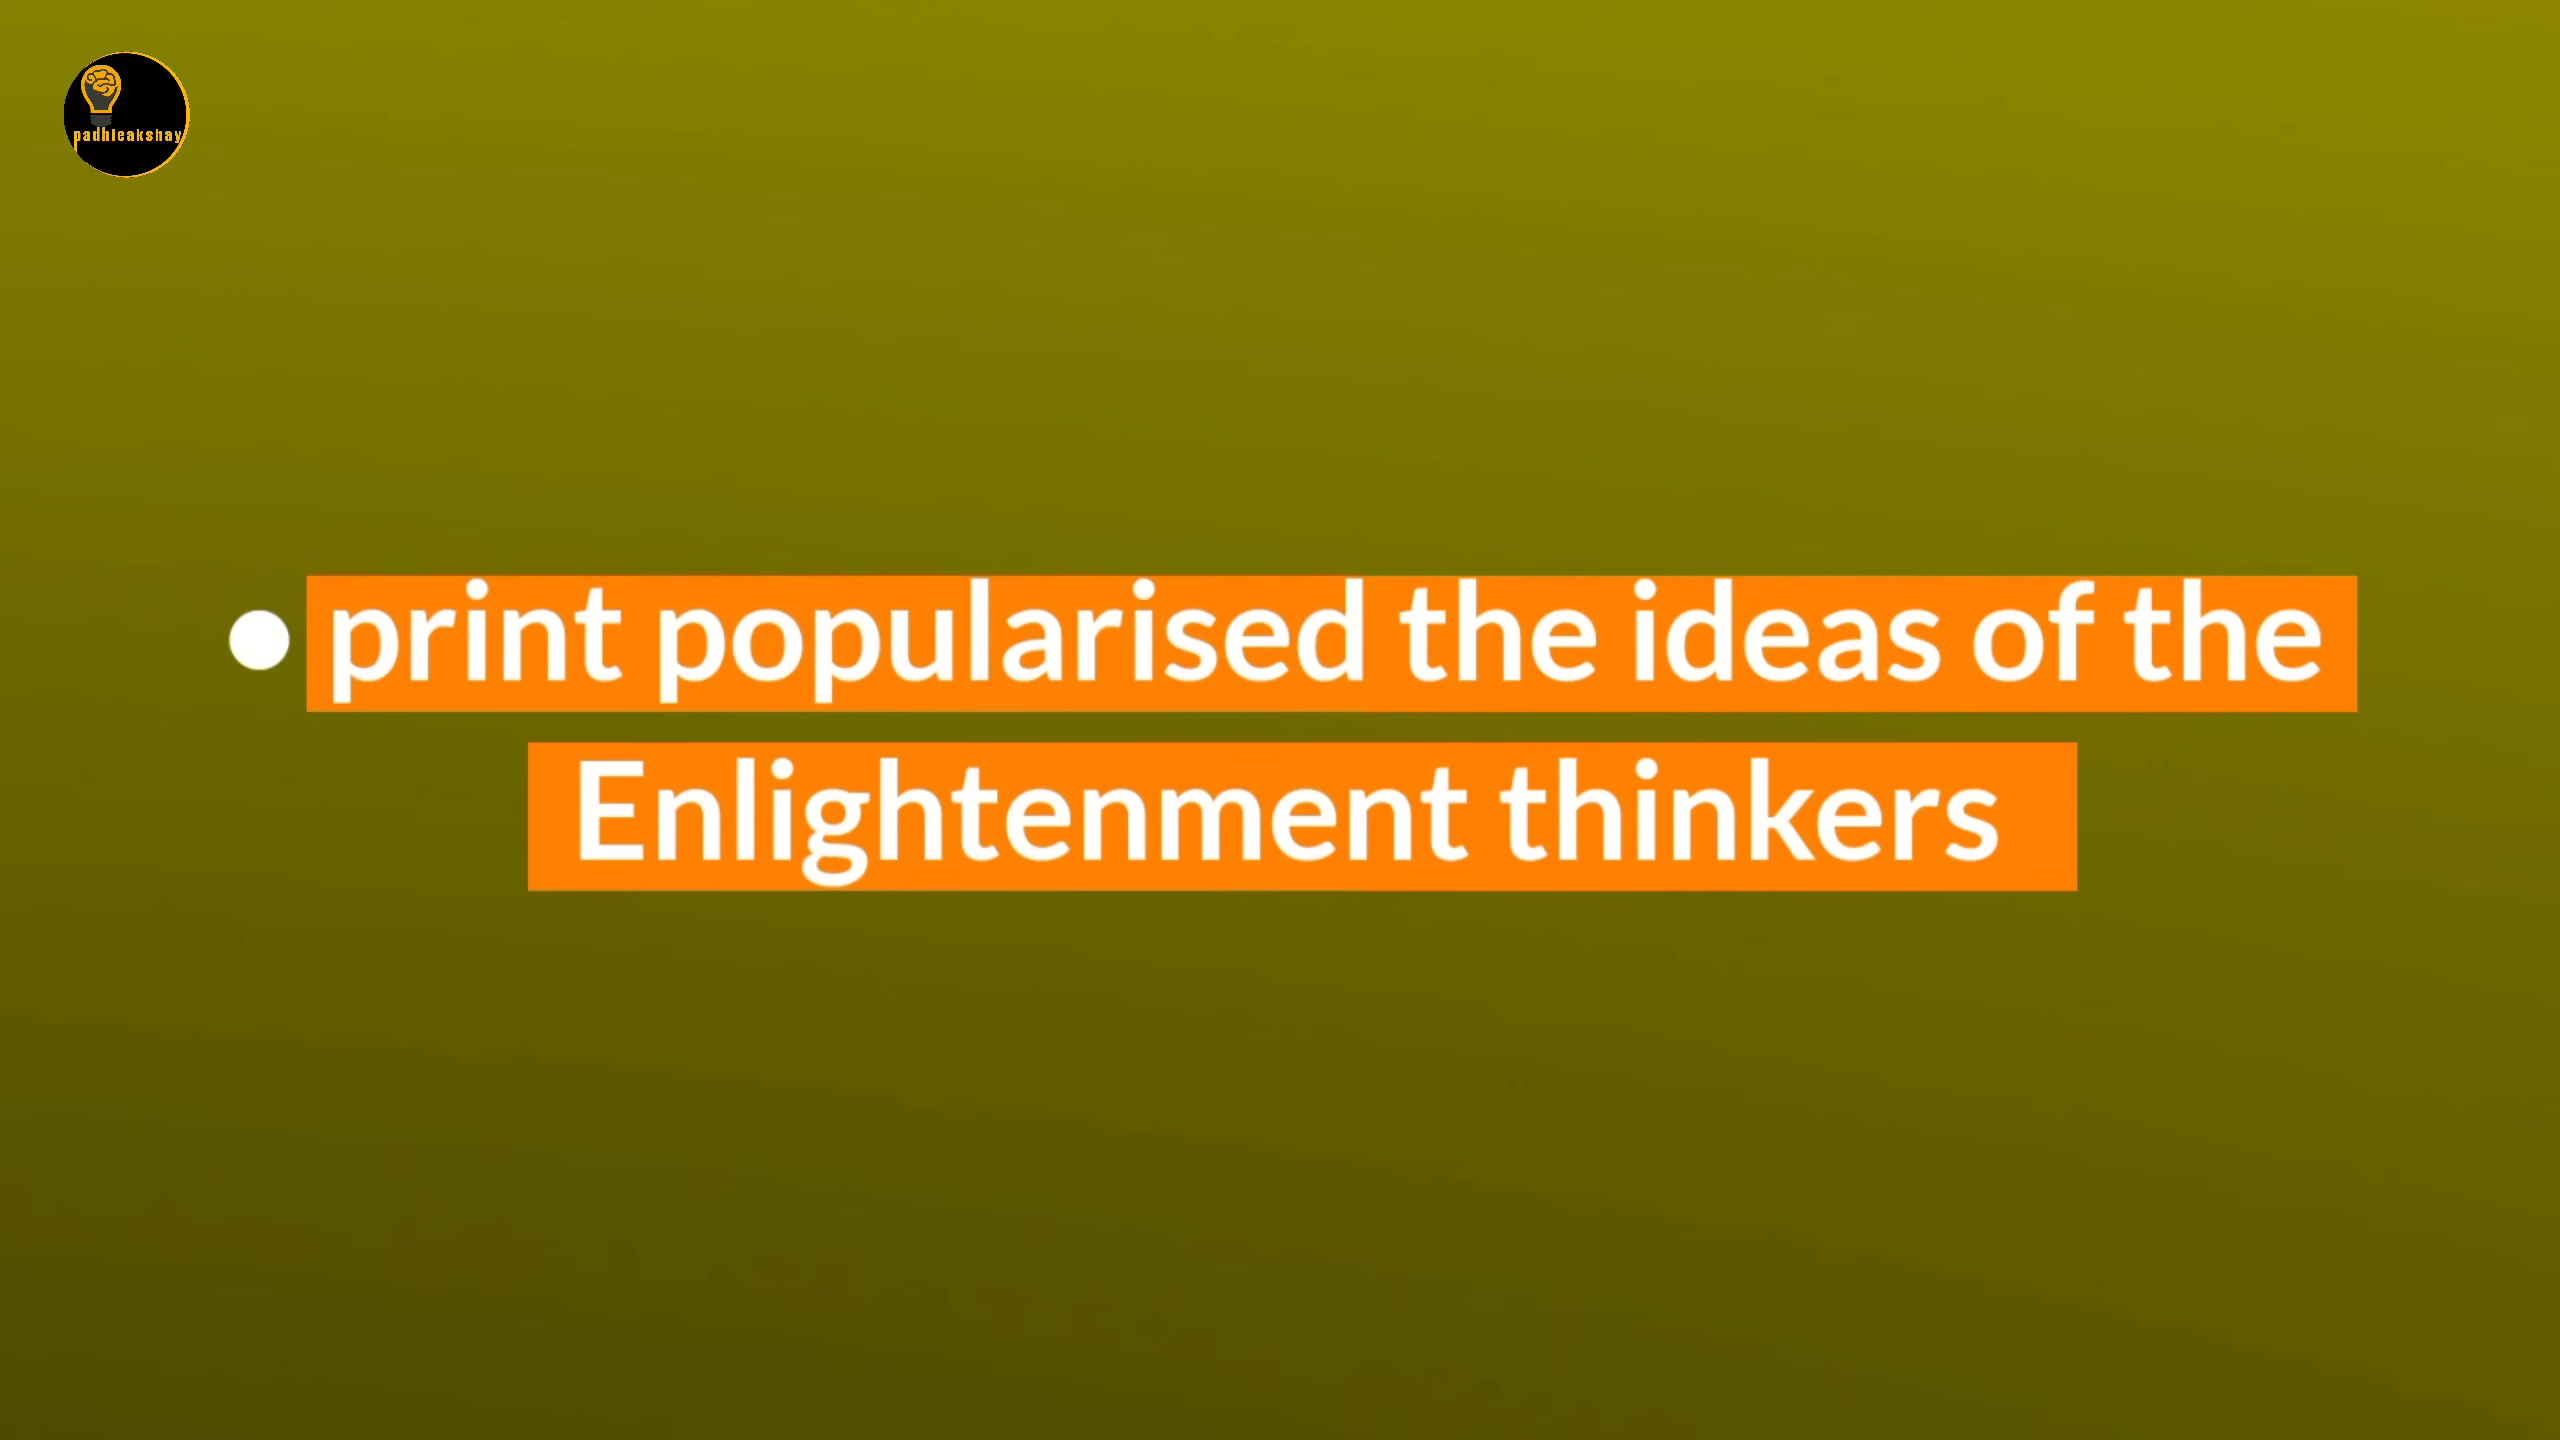 padhleakshay
• print popularised the ideas of the
Enlightenment thinkers